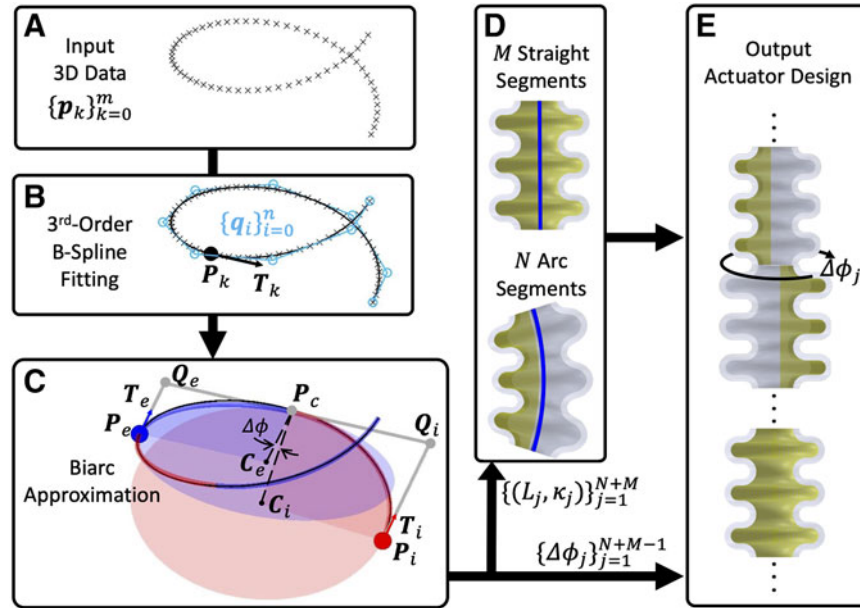 A
Input
3D Data
{p_k}_{k=0}^m
B
3rd-Order
B-Spline
Fitting
{q_i}_{i=0}^n
P_k
T_k
C
Q_e
T_e
P_e
P_c
Q_i
Δϕ
C_e
C_i
T_i
P_i
Biarc
Approximation
D
M Straight
Segments
N Arc
Segments
{(L_j, κ_j)}_{j=1}^{N+M}
{Δϕ_j}_{j=1}^{N+M−1}
E
Output
Actuator Design
Δϕ_j